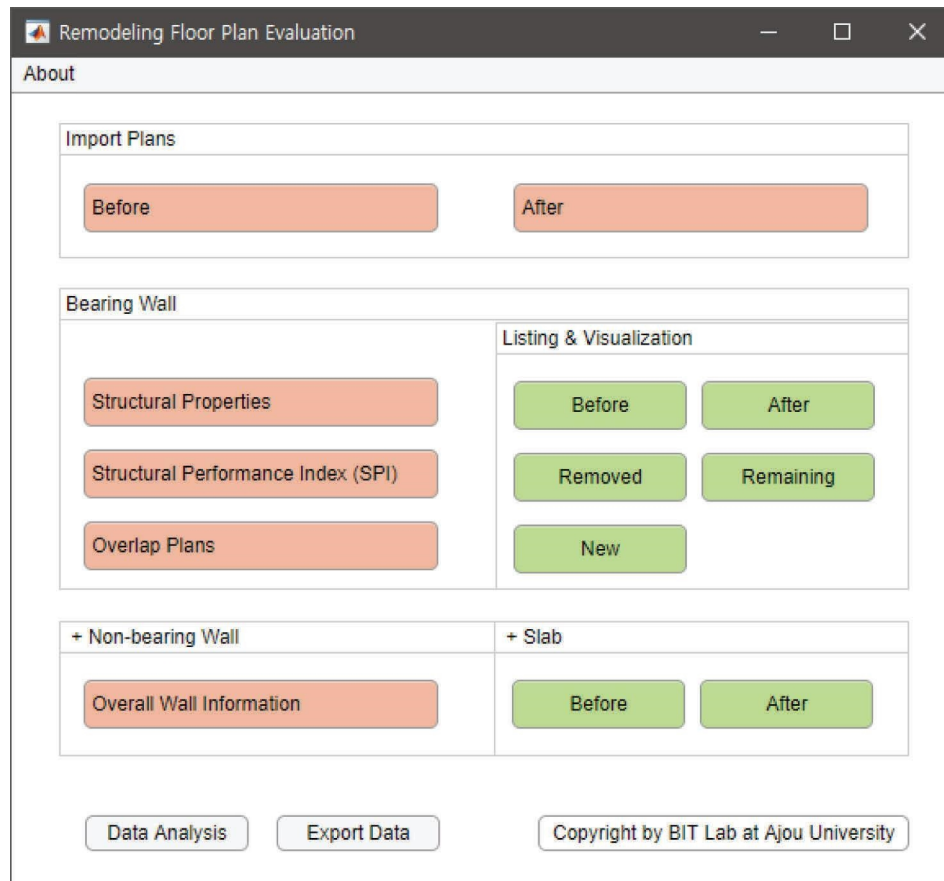 Remodeling Floor Plan Evaluation
About
Import Plans
Before
After
Bearing Wall
Listing & Visualization
Structural Properties
Before
After
Structural Performance Index (SPI)
Removed
Remaining
Overlap Plans
New
+ Non-bearing Wall
+ Slab
Overall Wall Information
Before
After
Data Analysis
Export Data
Copyright by BIT Lab at Ajou University